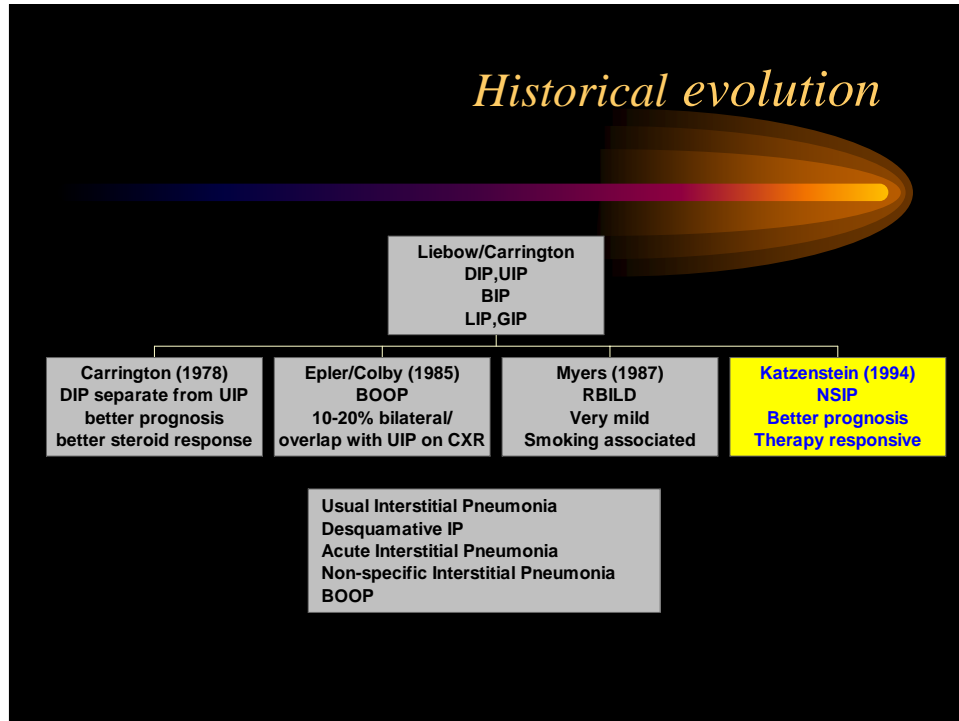 Historical evolution
Liebow/Carrington
DIP,UIP
BIP
LIP,GIP
Carrington (1978)
DIP separate from UIP
better prognosis
better steroid response
Epler/Colby (1985)
BOOP
10-20% bilateral/
overlap with UIP on CXR
Myers (1987)
RBILD
Very mild
Smoking associated
Katzenstein (1994)
NSIP
Better prognosis
Therapy responsive
Usual Interstitial Pneumonia
Desquamative IP
Acute Interstitial Pneumonia
Non-specific Interstitial Pneumonia
BOOP